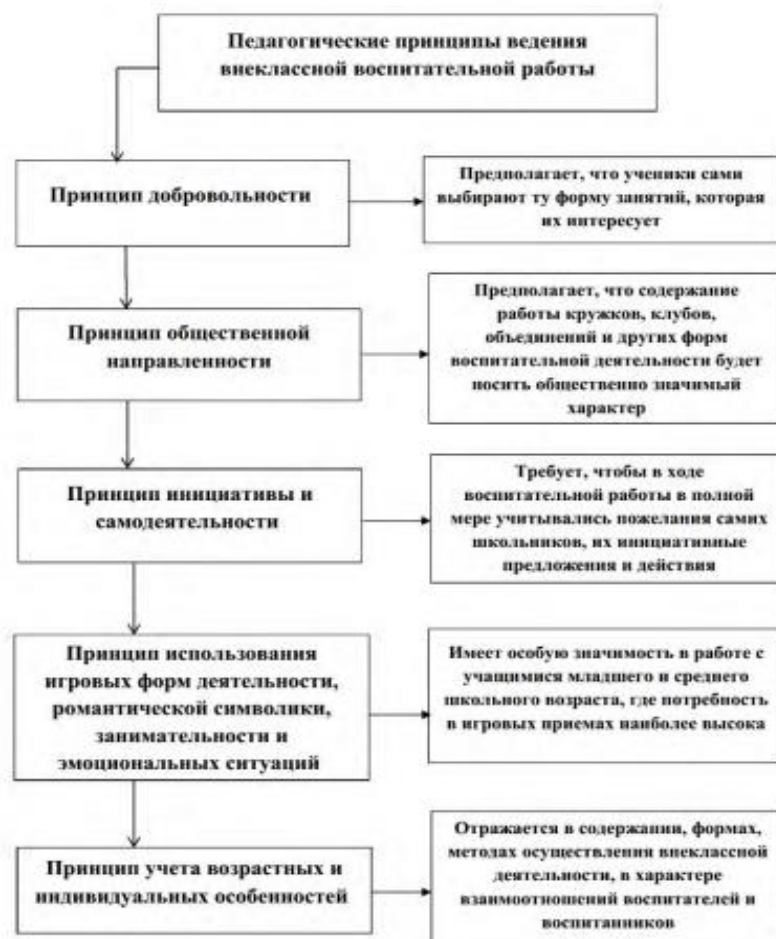 Педагогические принципы ведения
внеклассной воспитательной работы
Принцип добровольности
Предполагает, что ученики сами
выбирают ту форму занятий, которая
их интересует
Принцип общественной
направленности
Предполагает, что содержание
работы кружков, клубов,
объединений и других форм
воспитательной деятельности будет
носить общественно значимый
характер
Принцип инициативы и
самодеятельности
Требует, чтобы в ходе
воспитательной работы в полной
мере учитывались пожелания самих
школьников, их инициативные
предложения и действия
Принцип использования
игровых форм деятельности,
романтической символики,
занимательности и
эмоциональных ситуаций
Имеет особую значимость в работе с
учащимися младшего и среднего
школьного возраста, где потребность
в игровых приемах наиболее высока
Принцип учета возрастных и
индивидуальных особенностей
Отражается в содержании, формах,
методах осуществления внеклассной
деятельности, в характере
взаимоотношений воспитателей и
воспитанников